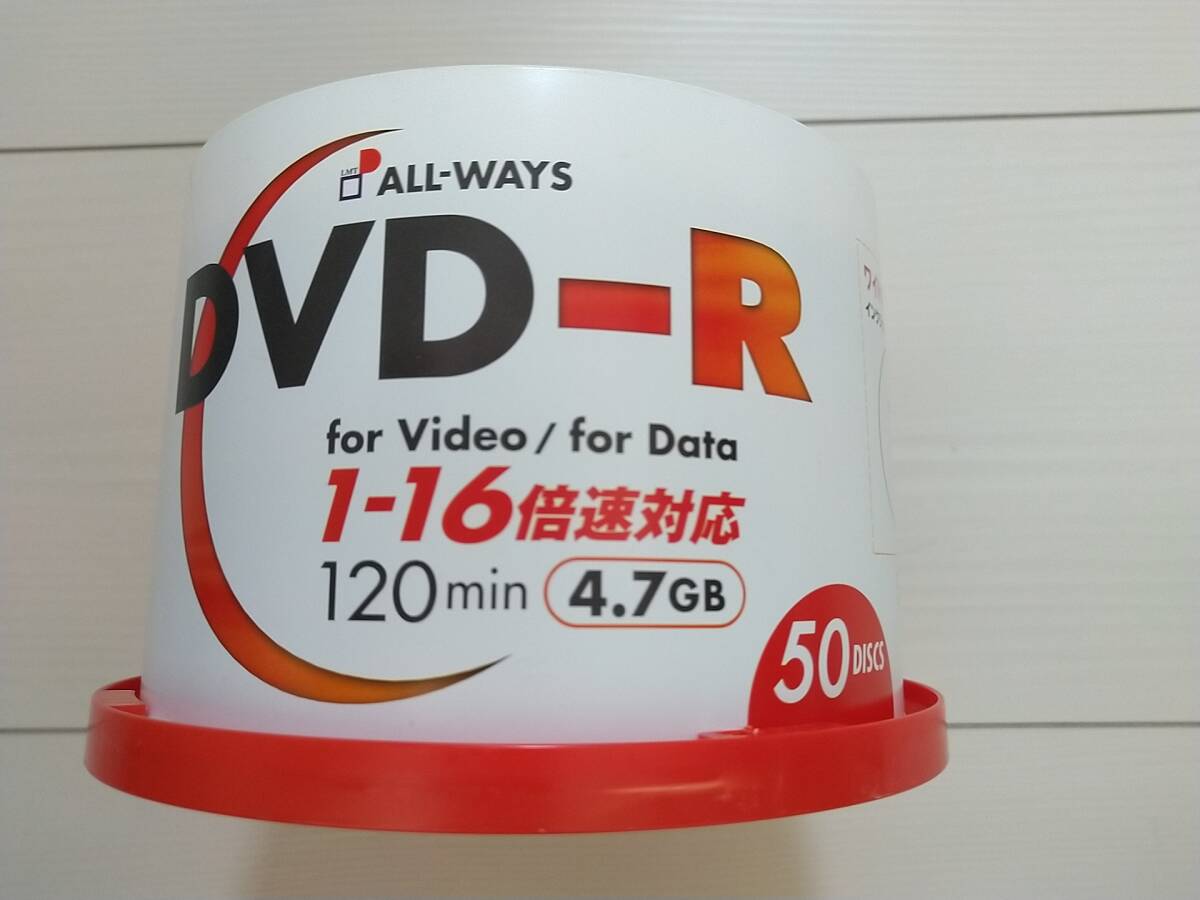 LMT
ALL-WAYS
DVD-R
for Video / for Data
1-16倍速対応
120min 4.7GB
50 DISCS